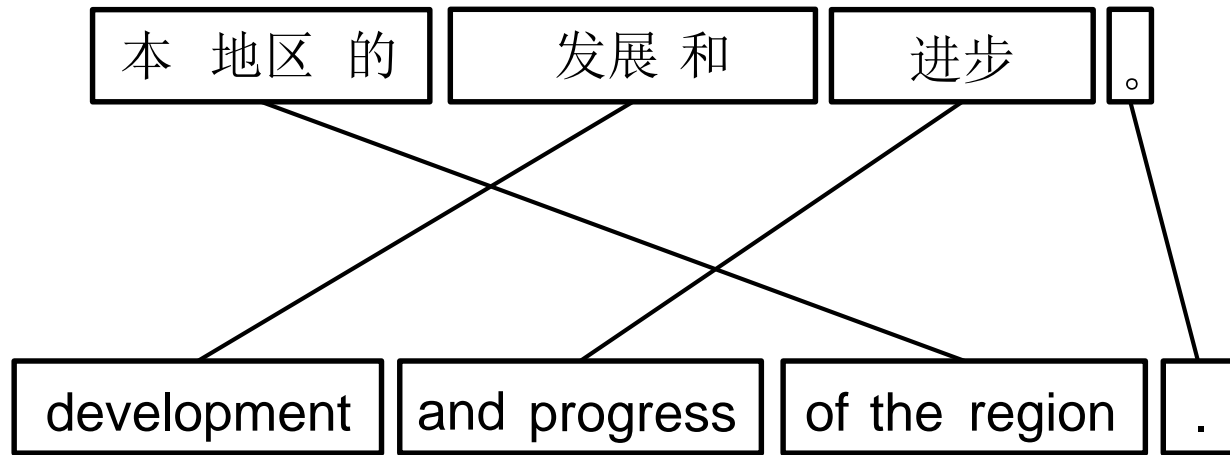 本 地区 的 发展 和 进步 。
development and progress of the region .